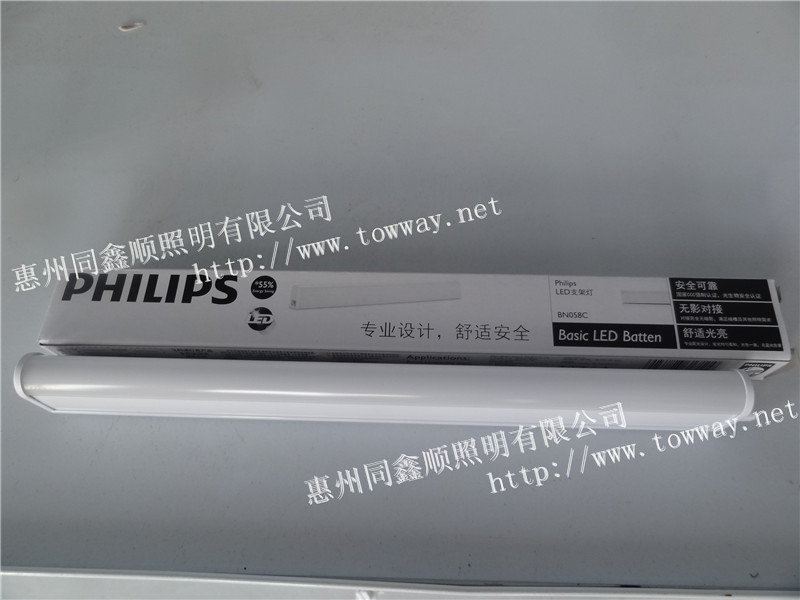 惠州同鑫顺照明有限公司
http://www.towway.net
PHILIPS
55%
Energy Saving
LED
专业设计，舒适安全
Philips
LED支架灯
BN058C
Basic LED Batten
安全可靠
无影对接
舒适光亮
Applications:
惠州同鑫顺照明有限公司
http://www.towway.net